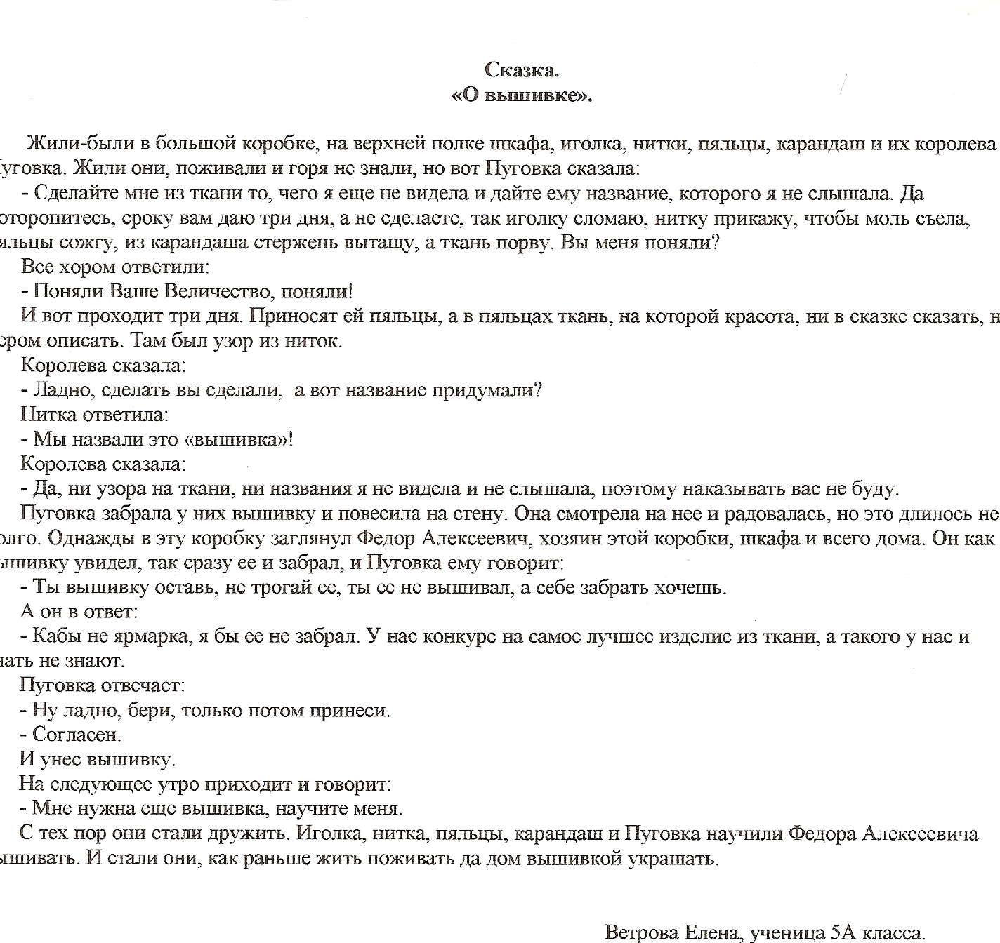 Сказка.
«О вышивке».
Жили-были в большой коробке, на верхней полке шкафа, иголка, нитки, пяльцы, карандаш и их королева
уговка. Жили они, поживали и горя не знали, но вот Пуговка сказала:
- Сделайте мне из ткани то, чего я еще не видела и дайте ему название, которого я не слышала. Да
оторопитесь, сроку вам даю три дня, а не сделаете, так иголку сломаю, нитку прикажу, чтобы моль съела,
яльцы сожгу, из карандаша стержень вытащу, а ткань порву. Вы меня поняли?
Все хором ответили:
- Поняли Ваше Величество, поняли!
И вот проходит три дня. Приносят ей пяльцы, а в пяльцах ткань, на которой красота, ни в сказке сказать, н
ером описать. Там был узор из ниток.
Королева сказала:
- Ладно, сделать вы сделали,  а вот название придумали?
Нитка ответила:
- Мы назвали это «вышивка»!
Королева сказала:
- Да, ни узора на ткани, ни названия я не видела и не слышала, поэтому наказывать вас не буду.
Пуговка забрала у них вышивку и повесила на стену. Она смотрела на нее и радовалась, но это длилось не
олго. Однажды в эту коробку заглянул Федор Алексеевич, хозяин этой коробки, шкафа и всего дома. Он как
ышивку увидел, так сразу ее и забрал, и Пуговка ему говорит:
- Ты вышивку оставь, не трогай ее, ты ее не вышивал, а себе забрать хочешь.
А он в ответ:
- Кабы не ярмарка, я бы ее не забрал. У нас конкурс на самое лучшее изделие из ткани, а такого у нас и
нать не знают.
Пуговка отвечает:
- Ну ладно, бери, только потом принеси.
- Согласен.
И унес вышивку.
На следующее утро приходит и говорит:
- Мне нужна еще вышивка, научите меня.
С тех пор они стали дружить. Иголка, нитка, пяльцы, карандаш и Пуговка научили Федора Алексеевича
ышивать. И стали они, как раньше жить поживать да дом вышивкой украшать.
Ветрова Елена, ученица 5А класса.